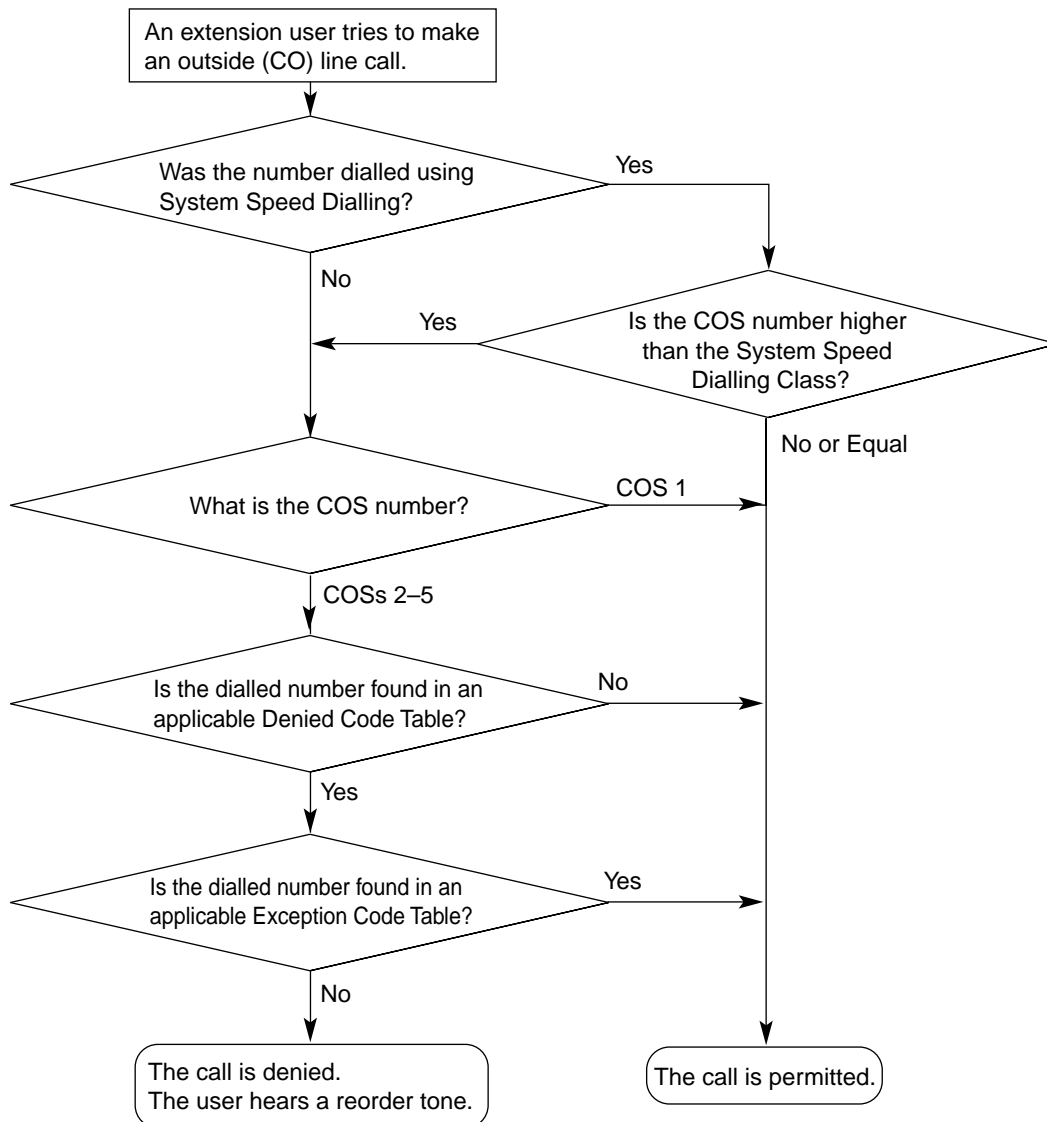 An extension user tries to make
an outside (CO) line call.
Was the number dialled using
System Speed Dialling?
Yes
No
Yes
Is the COS number higher
than the System Speed
Dialling Class?
No or Equal
What is the COS number?
COS 1
COSs 2–5
Is the dialled number found in an
applicable Denied Code Table?
No
Yes
Is the dialled number found in an
applicable Exception Code Table?
Yes
No
The call is denied.
The user hears a reorder tone.
The call is permitted.